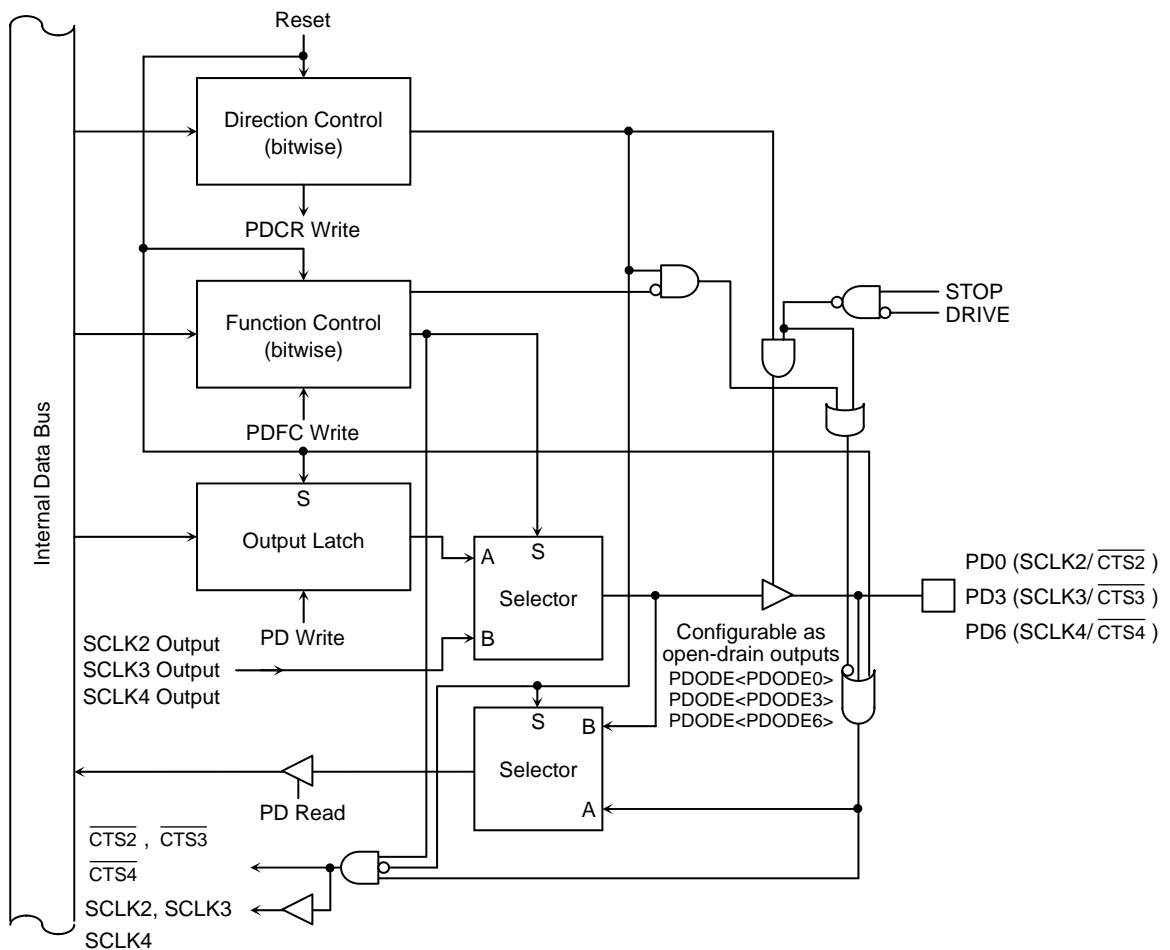 Reset
Direction Control
(bitwise)
PDCR Write
Function Control
(bitwise)
STOP
DRIVE
PDFC Write
Internal Data Bus
S
Output Latch
PD Write
S
A
Selector
B
SCLK2 Output
SCLK3 Output
SCLK4 Output
PD0 (SCLK2/ CTS2 )
PD3 (SCLK3/ CTS3 )
PD6 (SCLK4/ CTS4 )
Configurable as
open-drain outputs
PDODE<PDODE0>
PDODE<PDODE3>
PDODE<PDODE6>
S
B
Selector
A
PD Read
CTS2 , CTS3
CTS4
SCLK2, SCLK3
SCLK4